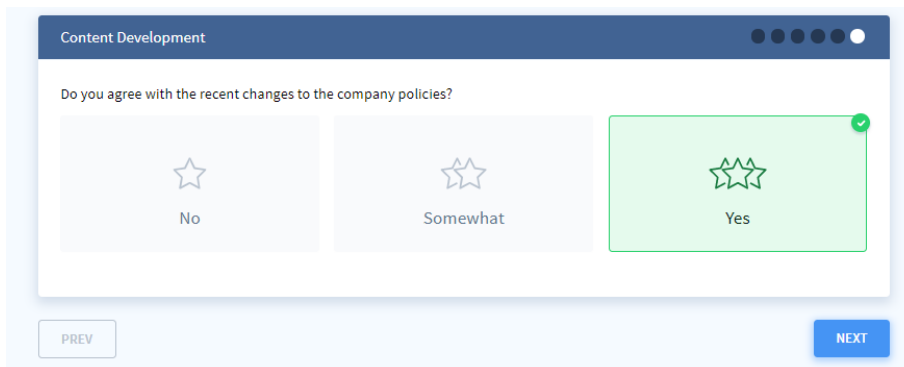 Content Development
Do you agree with the recent changes to the company policies?
No
Somewhat
Yes
PREV
NEXT